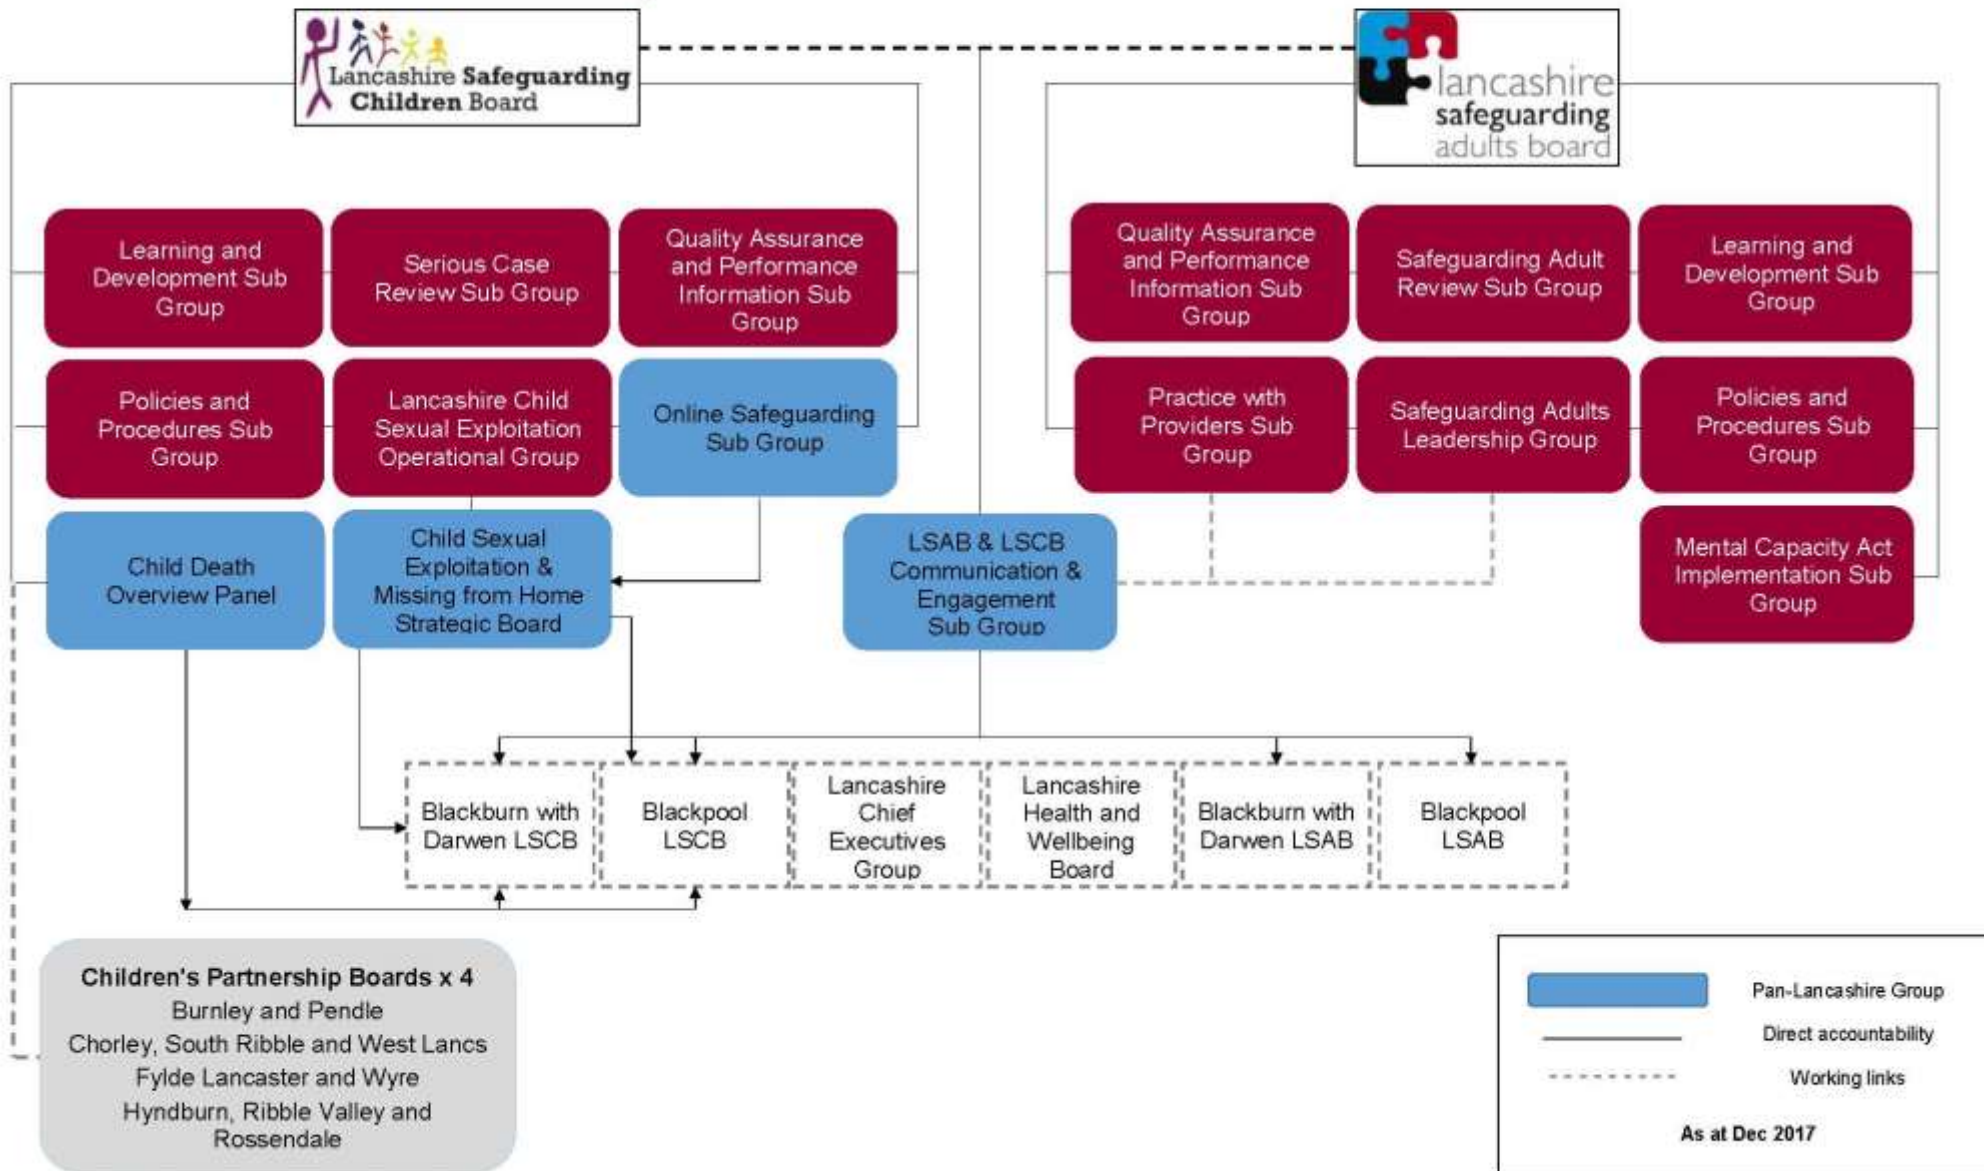 Lancashire Safeguarding
Children Board
lancashire
safeguarding
adults board
Learning and
Development Sub
Group
Serious Case
Review Sub Group
Quality Assurance
and Performance
Information Sub
Group
Quality Assurance
and Performance
Information Sub
Group
Safeguarding Adult
Review Sub Group
Learning and
Development Sub
Group
Policies and
Procedures Sub
Group
Lancashire Child
Sexual Exploitation
Operational Group
Online Safeguarding
Sub Group
Practice with
Providers Sub
Group
Safeguarding Adults
Leadership Group
Policies and
Procedures Sub
Group
Child Death
Overview Panel
Child Sexual
Exploitation &
Missing from Home
Strategic Board
LSAB & LSCB
Communication &
Engagement
Sub Group
Mental Capacity Act
Implementation Sub
Group
Blackburn with
Darwen LSCB
Blackpool
LSCB
Lancashire
Chief
Executives
Group
Lancashire
Health and
Wellbeing
Board
Blackburn with
Darwen LSAB
Blackpool
LSAB
Children's Partnership Boards x 4
Burnley and Pendle
Chorley, South Ribble and West Lancs
Fylde Lancaster and Wyre
Hyndburn, Ribble Valley and
Rossendale
Pan-Lancashire Group
Direct accountability
Working links
As at Dec 2017